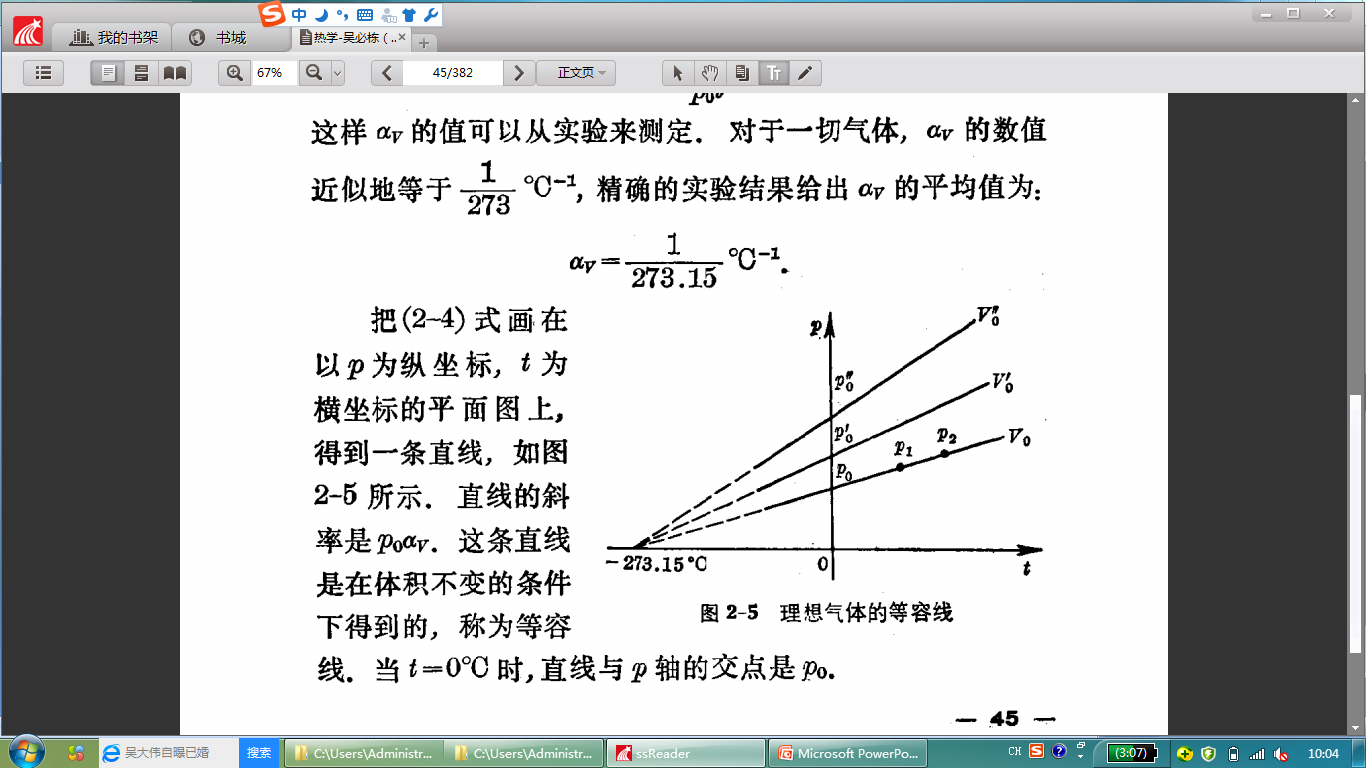 中
我的书架
书城
热学-吴必栋（..
67%
45/382
正文页
这样 αV 的值可以从实验来测定． 对于一切气体，αV 的数值
近似地等于 1/273 °C⁻¹，精确的实验结果给出 αV 的平均值为：
αV = 1/273.15 °C⁻¹．
把(2-4)式画在
以 p 为纵坐标，t 为
横坐标的平面图上，
得到一条直线，如图
2-5 所示． 直线的斜
率是 p₀αV． 这条直线
是在体积不变的条件
下得到的，称为等容
线． 当 t=0°C 时，直线与 p 轴的交点是 p₀．
p
V₀″
p₀″
V₀′
p₀′
p₁
p₂
V₀
p₀
-273.15°C
O
t
图 2-5 理想气体的等容线
— 45 —
吴大伟自曝已婚
搜索
C:\Users\Administr...
C:\Users\Administr...
ssReader
Microsoft PowerPo...
CH
(3:07)
10:04